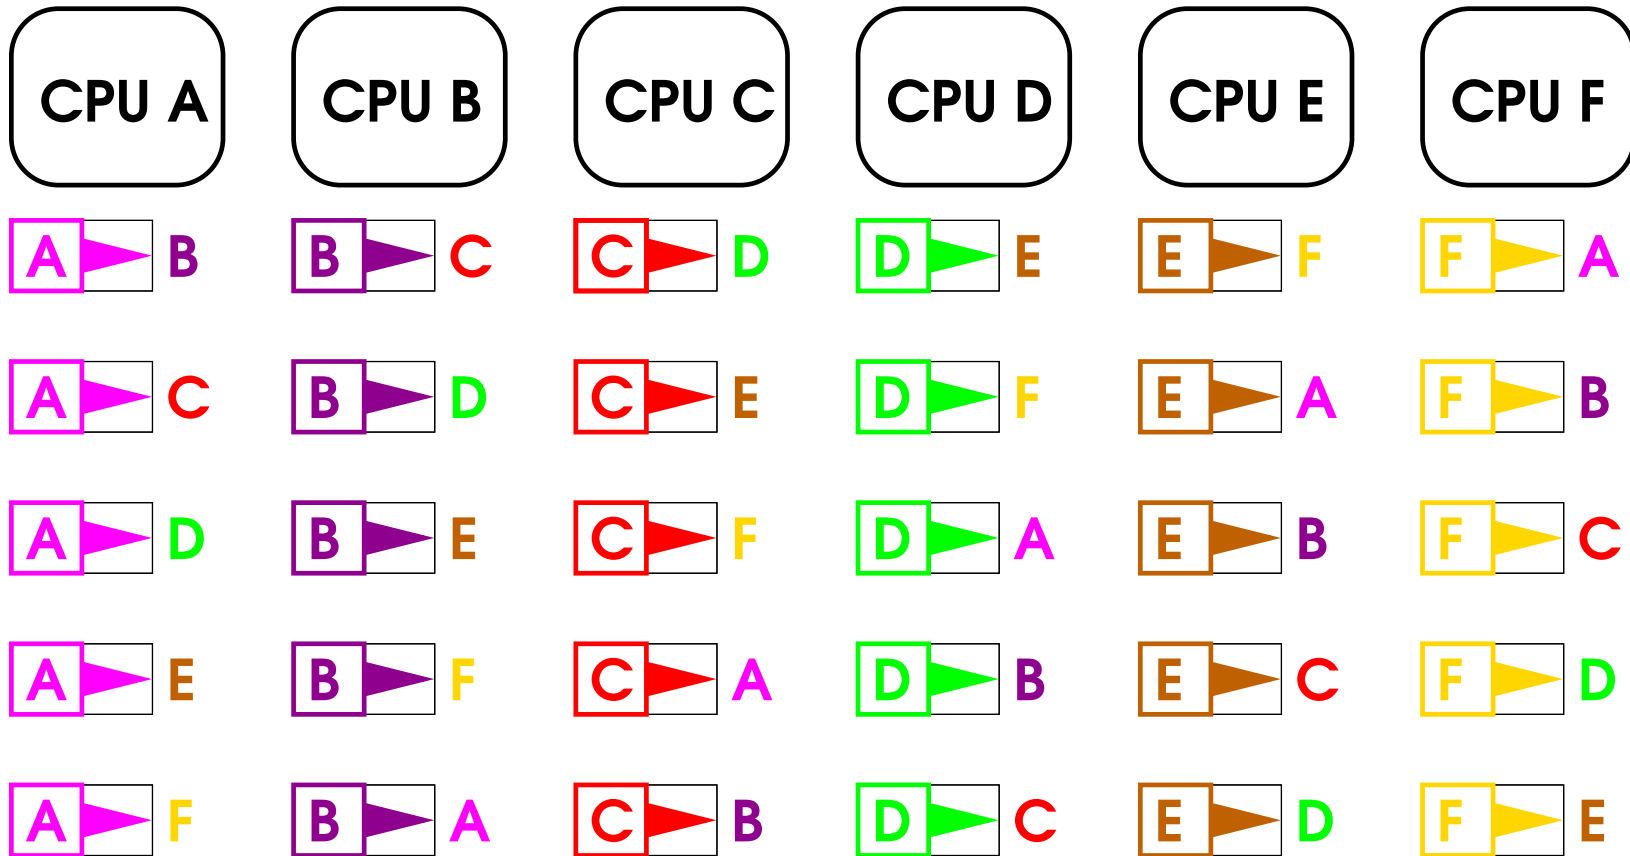 CPU A CPU B CPU C CPU D CPU E CPU F
A B B C C D D E E F F A
A C B D C E D F E A F B
A D B E C F D A E B F C
A E B F C A D B E C F D
A F B A C B D C E D F E